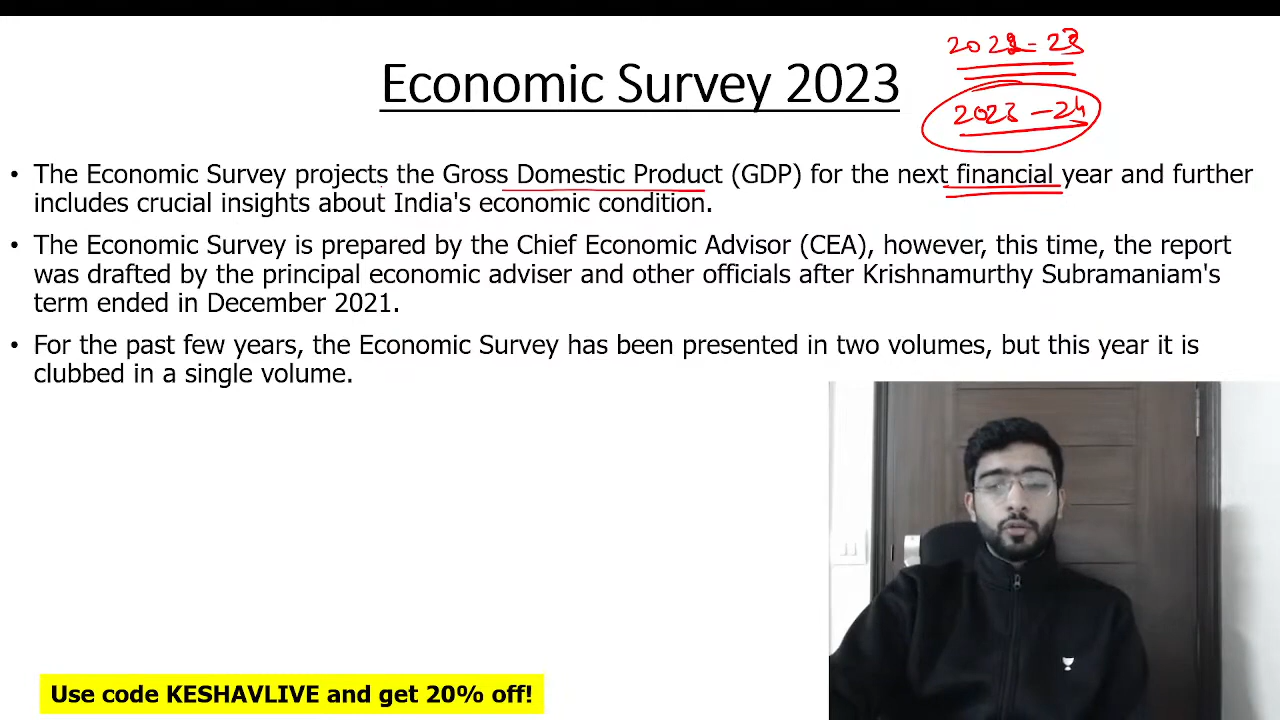 2022-23
Economic Survey 2023
2023-24
• The Economic Survey projects the Gross Domestic Product (GDP) for the next financial year and further
includes crucial insights about India's economic condition.
• The Economic Survey is prepared by the Chief Economic Advisor (CEA), however, this time, the report
was drafted by the principal economic adviser and other officials after Krishnamurthy Subramaniam's
term ended in December 2021.
• For the past few years, the Economic Survey has been presented in two volumes, but this year it is
clubbed in a single volume.
Use code KESHAVLIVE and get 20% off!